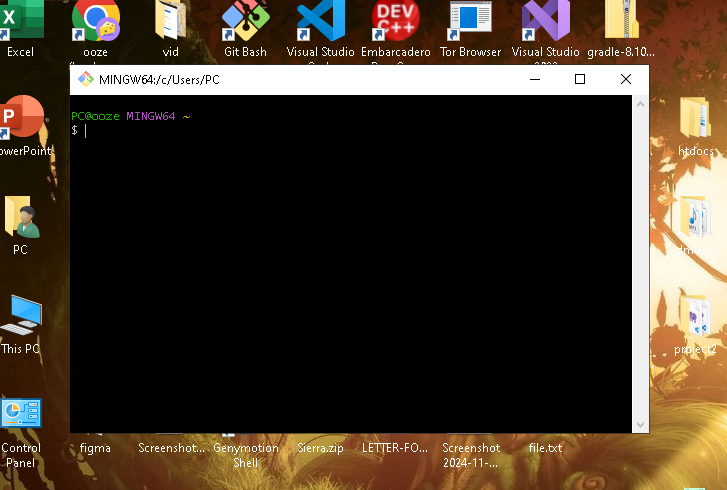 Excel
ooze
vid
Git Bash
Visual Studio
Embarcadero
Tor Browser
Visual Studio
gradle-8.10...
DEV
C++
MINGW64:/c/Users/PC
PC@ooze MINGW64 ~
$
owerPoint
htdocs
PC
This PC
project2
Control
Panel
figma
Screenshot...
Genymotion
Shell
Sierra.zip
LETTER-FO...
Screenshot
2024-11-...
file.txt